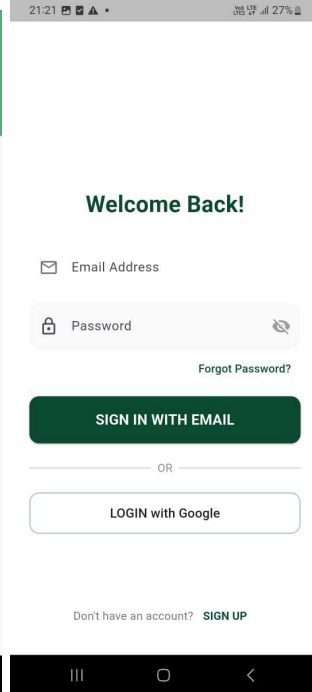 21:21 27%
Welcome Back!
Email Address
Password
Forgot Password?
SIGN IN WITH EMAIL
OR
LOGIN with Google
Don't have an account? SIGN UP